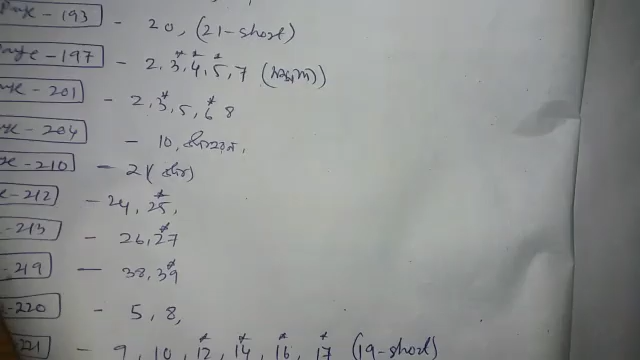 Page-193 - 20, (21-short)
Page-197 - 2, 3*, 4*, 5*, 7
-201 - 2, 3*, 5, 6* 8
-204 - 10,
-210 - 21
-212 - 24, 25*,
-213 - 26, 27*
-219 - 38, 39*
-220 - 5, 8,
-221 - 9, 10, 12*, 14*, 16*, 17* (19-short)